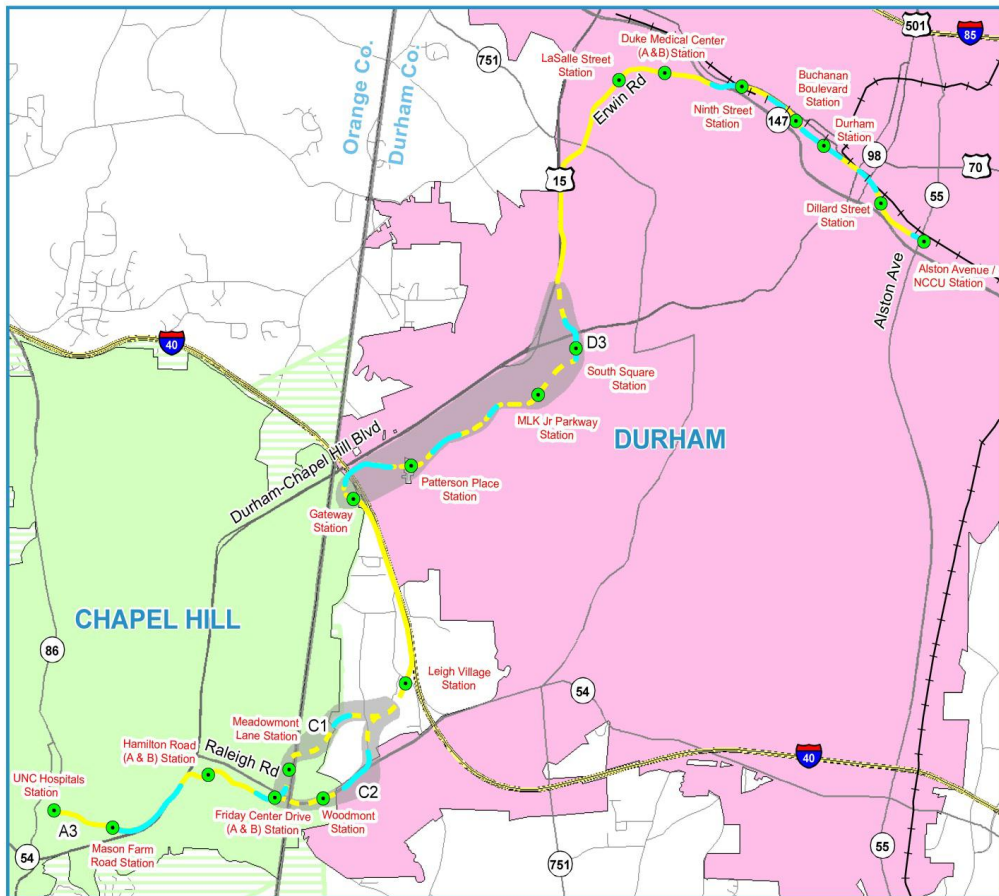 501
85
751
Duke Medical Center
(A & B) Station
LaSalle Street
Station
Orange Co.
Durham Co.
Erwin Rd
Buchanan
Boulevard
Station
Ninth Street
Station
147
Durham
Station
98
70
15
55
Dillard Street
Station
Alston Avenue /
NCCU Station
Alston Ave
40
D3
South Square
Station
MLK Jr Parkway
Station
DURHAM
Durham-Chapel Hill Blvd
Patterson Place
Station
Gateway
Station
CHAPEL HILL
86
Leigh Village
Station
54
Meadowmont
Lane Station
C1
Hamilton Road
(A & B) Station
Raleigh Rd
40
UNC Hospitals
Station
C2
Friday Center Drive
(A & B) Station
Woodmont
Station
A3
Mason Farm
Road Station
54
751
55